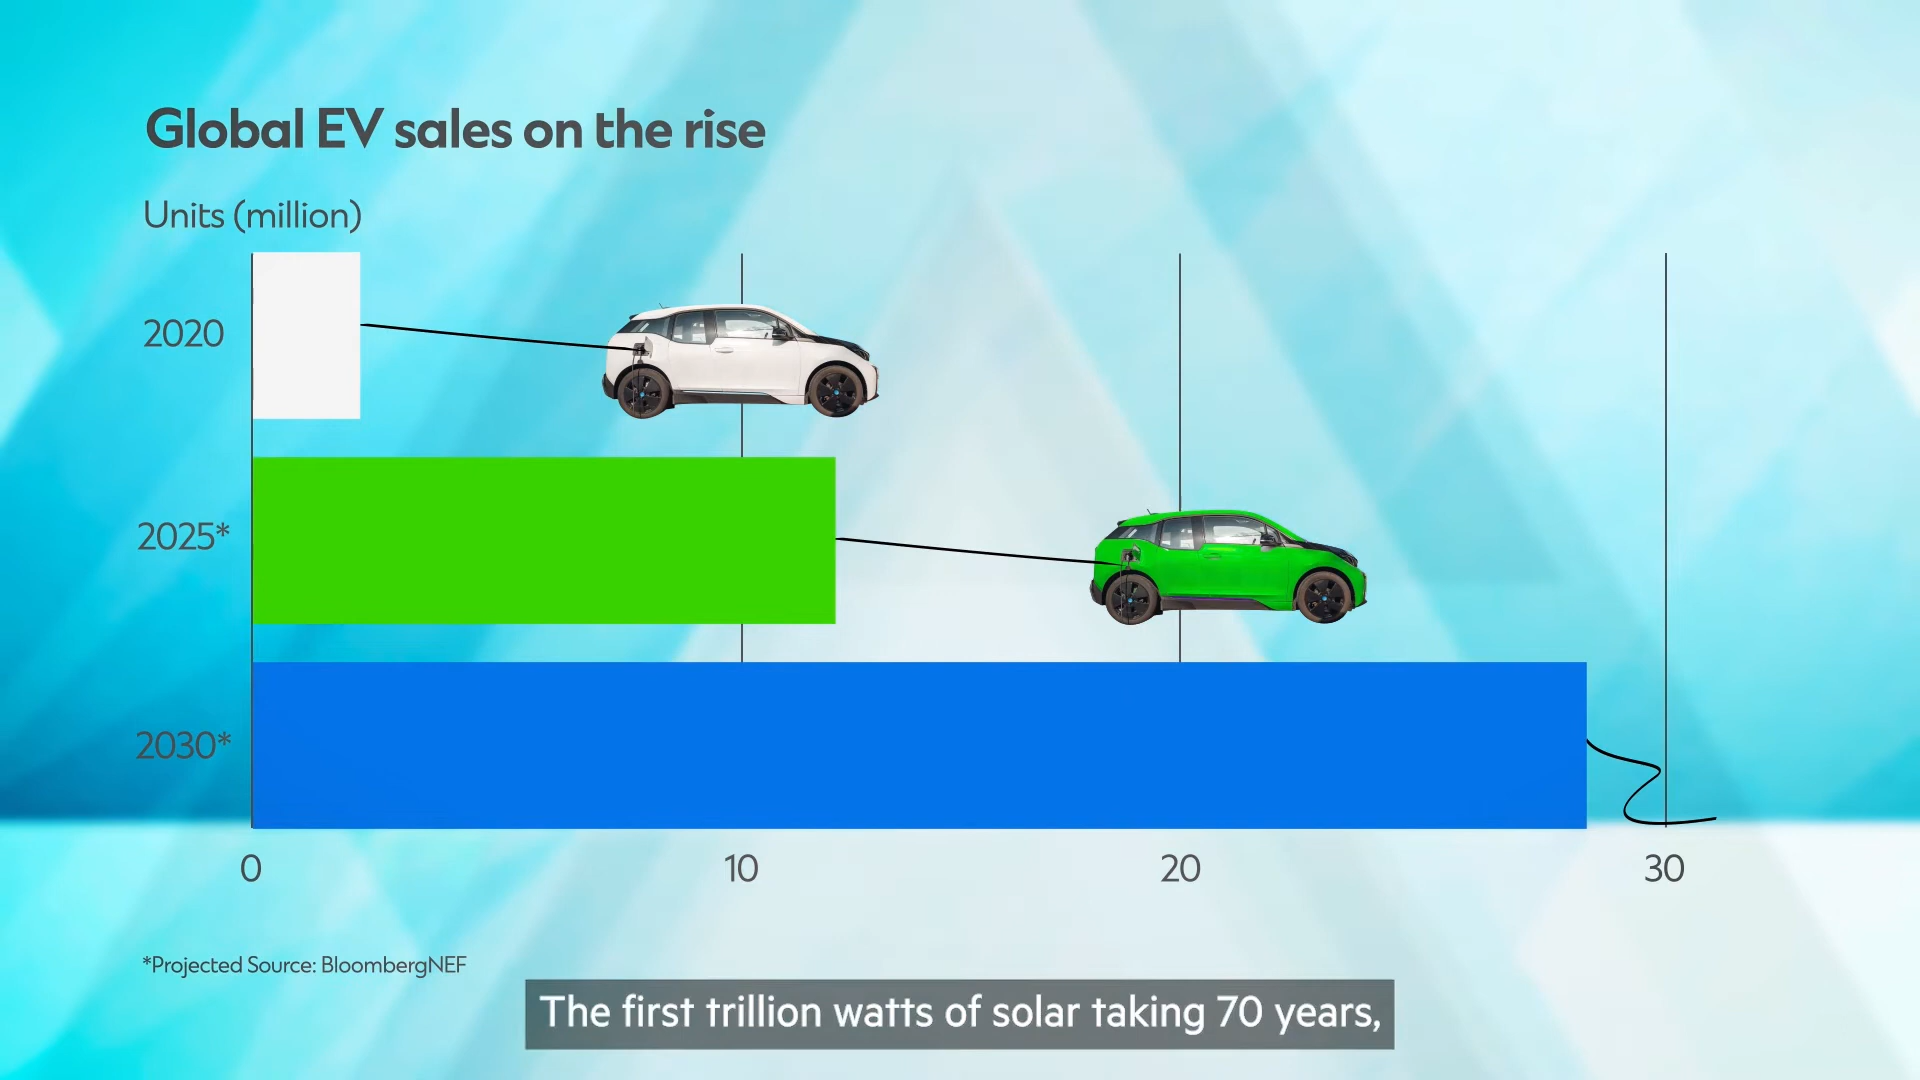 Global EV sales on the rise
Units (million)
2020
2025*
2030*
0 10 20 30
*Projected Source: BloombergNEF
The first trillion watts of solar taking 70 years,